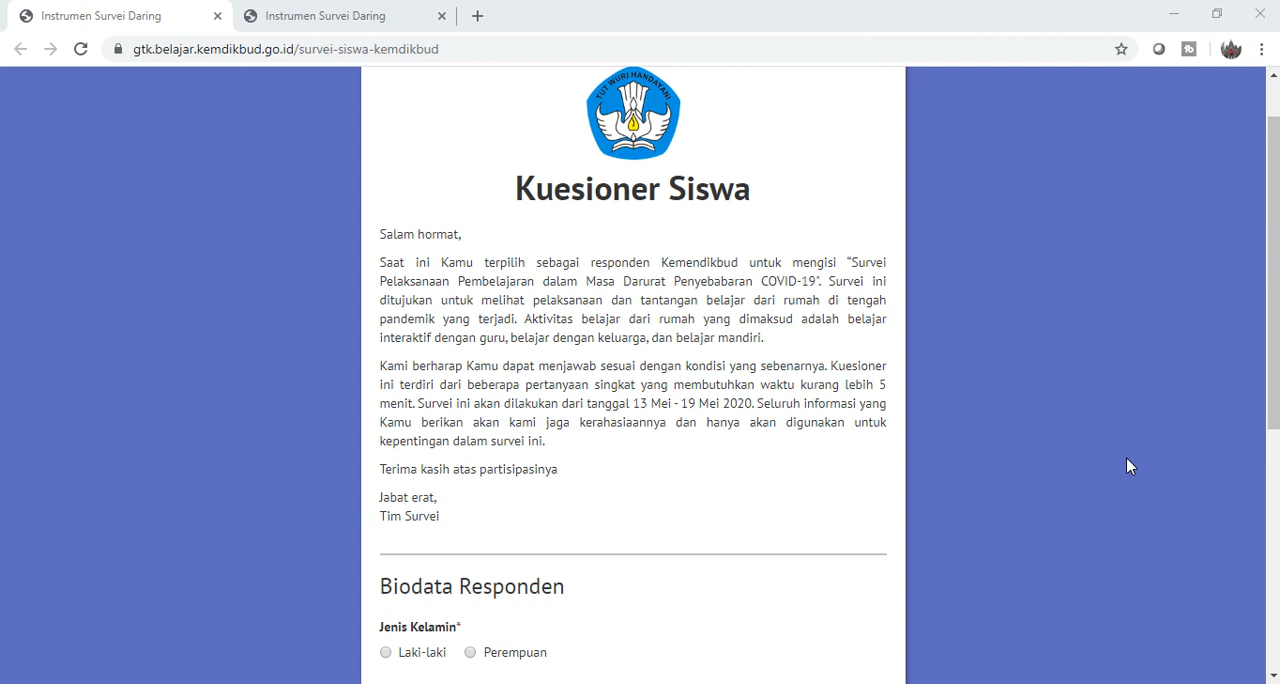 Instrumen Survei Daring
Instrumen Survei Daring
gtk.belajar.kemdikbud.go.id/survei-siswa-kemdikbud
TUT WURI HANDAYANI
Kuesioner Siswa
Salam hormat,
Saat ini Kamu terpilih sebagai responden Kemendikbud untuk mengisi “Survei
Pelaksanaan Pembelajaran dalam Masa Darurat Penyebabaran COVID-19". Survei ini
ditujukan untuk melihat pelaksanaan dan tantangan belajar dari rumah di tengah
pandemik yang terjadi. Aktivitas belajar dari rumah yang dimaksud adalah belajar
interaktif dengan guru, belajar dengan keluarga, dan belajar mandiri.
Kami berharap Kamu dapat menjawab sesuai dengan kondisi yang sebenarnya. Kuesioner
ini terdiri dari beberapa pertanyaan singkat yang membutuhkan waktu kurang lebih 5
menit. Survei ini akan dilakukan dari tanggal 13 Mei - 19 Mei 2020. Seluruh informasi yang
Kamu berikan akan kami jaga kerahasiaannya dan hanya akan digunakan untuk
kepentingan dalam survei ini.
Terima kasih atas partisipasinya
Jabat erat,
Tim Survei
Biodata Responden
Jenis Kelamin*
Laki-laki Perempuan